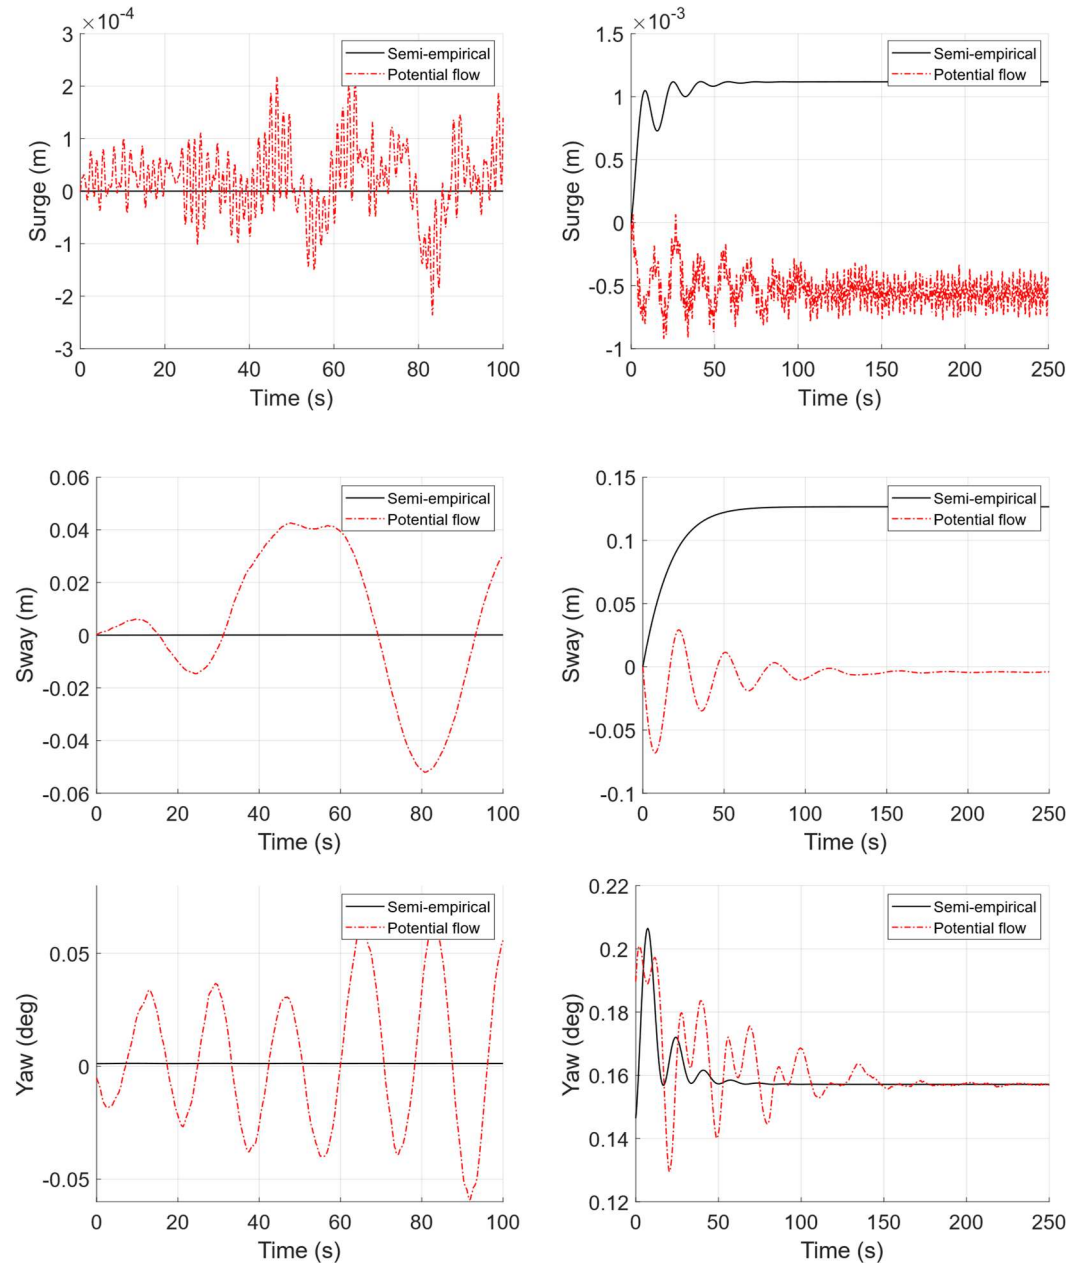 ×10⁻⁴
3
2
1
0
-1
-2
-3
Surge (m)
Semi-empirical
Potential flow
0 20 40 60 80 100
Time (s)
×10⁻³
1.5
1
0.5
0
-0.5
-1
Surge (m)
Semi-empirical
Potential flow
0 50 100 150 200 250
Time (s)
0.06
0.04
0.02
0
-0.02
-0.04
-0.06
Sway (m)
Semi-empirical
Potential flow
0 20 40 60 80 100
Time (s)
0.15
0.1
0.05
0
-0.05
-0.1
Sway (m)
Semi-empirical
Potential flow
0 50 100 150 200 250
Time (s)
0.05
0
-0.05
Yaw (deg)
Semi-empirical
Potential flow
0 20 40 60 80 100
Time (s)
0.22
0.2
0.18
0.16
0.14
0.12
Yaw (deg)
Semi-empirical
Potential flow
0 50 100 150 200 250
Time (s)